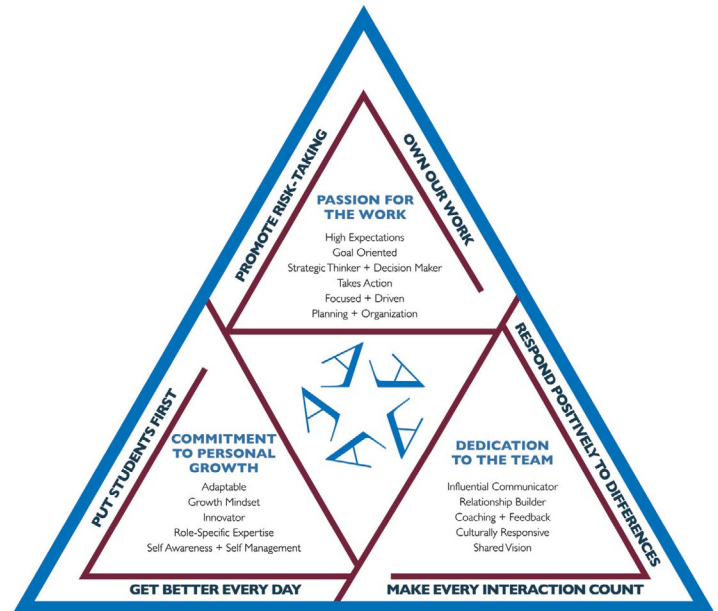 PROMOTE RISK-TAKING
OWN OUR WORK
PASSION FOR
THE WORK
High Expectations
Goal Oriented
Strategic Thinker + Decision Maker
Takes Action
Focused + Driven
Planning + Organization
PUT STUDENTS FIRST
RESPOND POSITIVELY TO DIFFERENCES
A A A A A
COMMITMENT
TO PERSONAL
GROWTH
Adaptable
Growth Mindset
Innovator
Role-Specific Expertise
Self Awareness + Self Management
DEDICATION
TO THE TEAM
Influential Communicator
Relationship Builder
Coaching + Feedback
Culturally Responsive
Shared Vision
GET BETTER EVERY DAY
MAKE EVERY INTERACTION COUNT